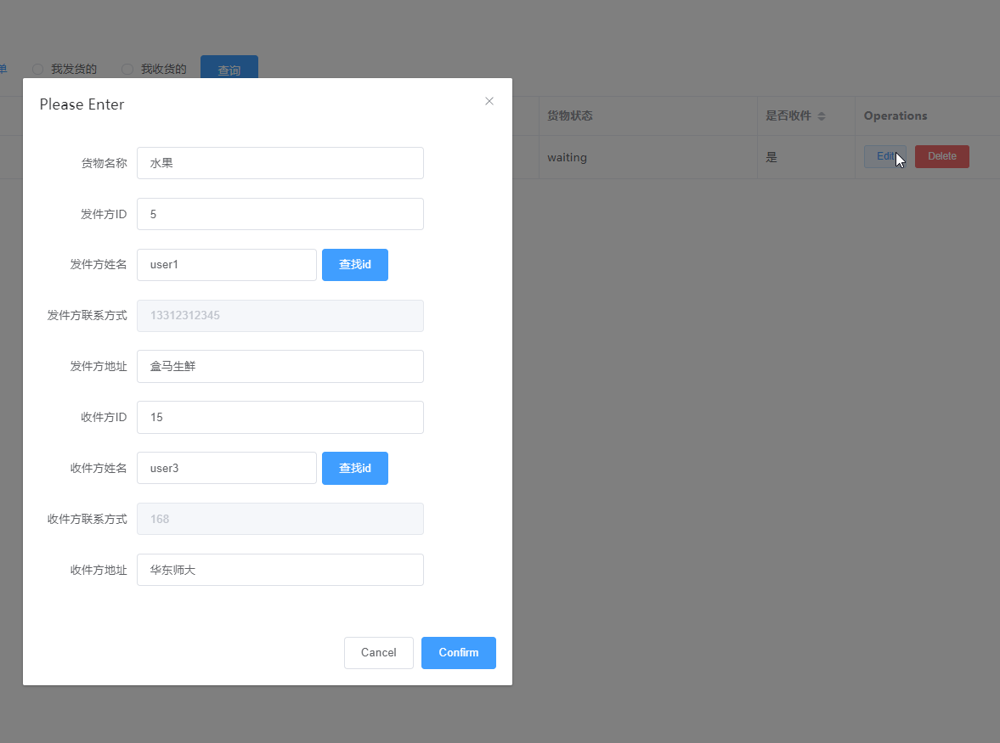 单 我发货的 我收货的 查询
Please Enter
货物状态 是否收件 Operations
waiting 是 Edit Delete
货物名称 水果
发件方ID 5
发件方姓名 user1 查找id
发件方联系方式 13312312345
发件方地址 盒马生鲜
收件方ID 15
收件方姓名 user3 查找id
收件方联系方式 168
收件方地址 华东师大
Cancel Confirm